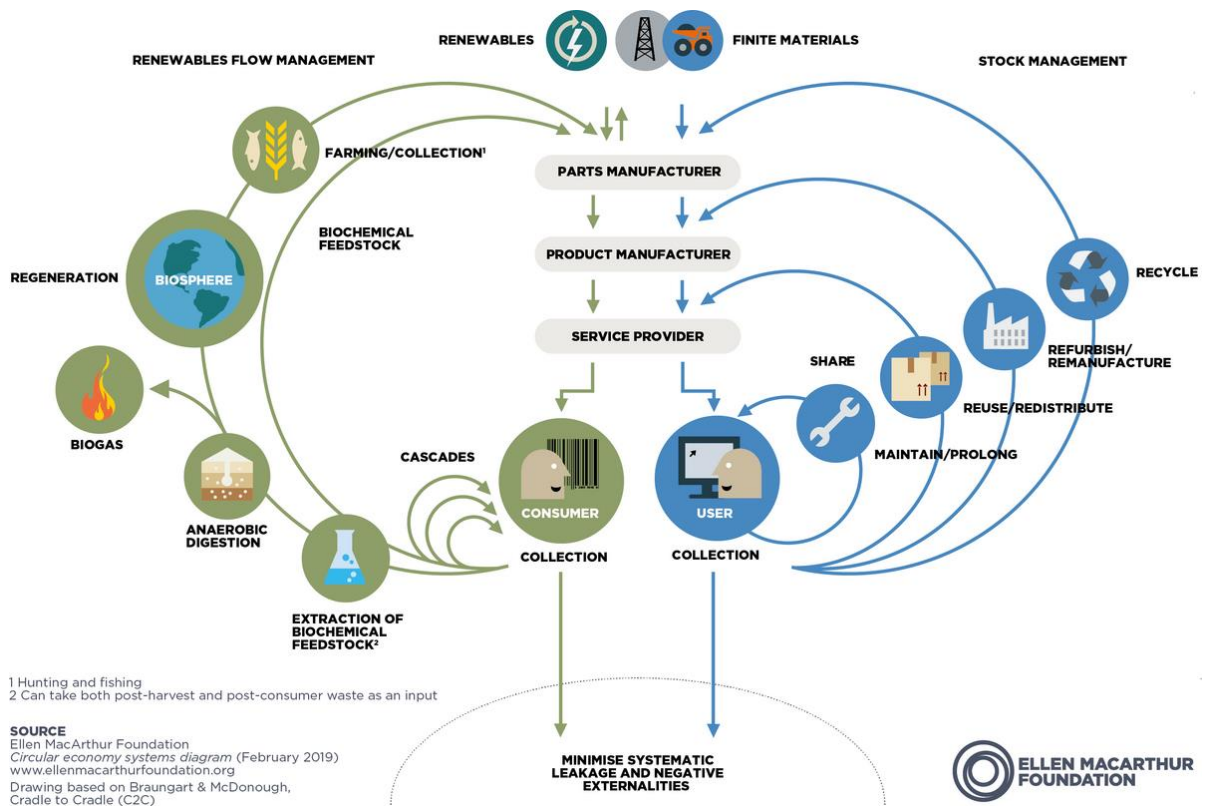 RENEWABLES
FINITE MATERIALS
RENEWABLES FLOW MANAGEMENT
STOCK MANAGEMENT
FARMING/COLLECTION¹
PARTS MANUFACTURER
BIOCHEMICAL
FEEDSTOCK
PRODUCT MANUFACTURER
REGENERATION
BIOSPHERE
RECYCLE
SERVICE PROVIDER
SHARE
REFURBISH/
REMANUFACTURE
REUSE/REDISTRIBUTE
BIOGAS
CASCADES
MAINTAIN/PROLONG
CONSUMER
USER
ANAEROBIC
DIGESTION
COLLECTION
COLLECTION
EXTRACTION OF
BIOCHEMICAL
FEEDSTOCK²
1 Hunting and fishing
2 Can take both post-harvest and post-consumer waste as an input
SOURCE
Ellen MacArthur Foundation
Circular economy systems diagram (February 2019)
www.ellenmacarthurfoundation.org
Drawing based on Braungart & McDonough,
Cradle to Cradle (C2C)
MINIMISE SYSTEMATIC
LEAKAGE AND NEGATIVE
EXTERNALITIES
ELLEN MACARTHUR
FOUNDATION